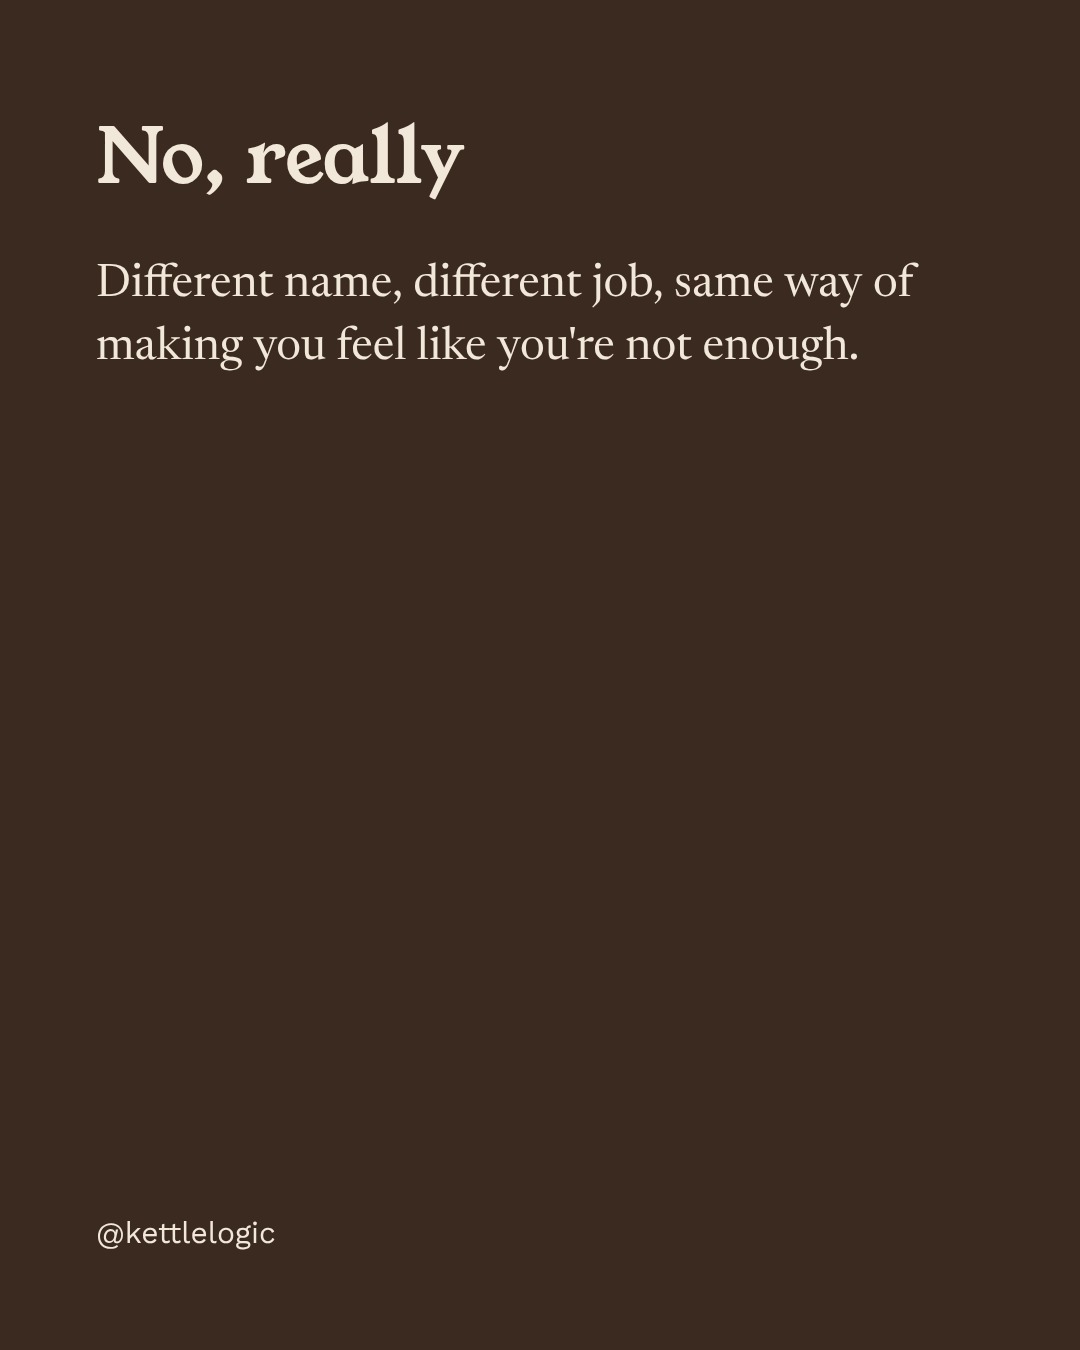 No, really
Different name, different job, same way of
making you feel like you're not enough.
@kettlelogic